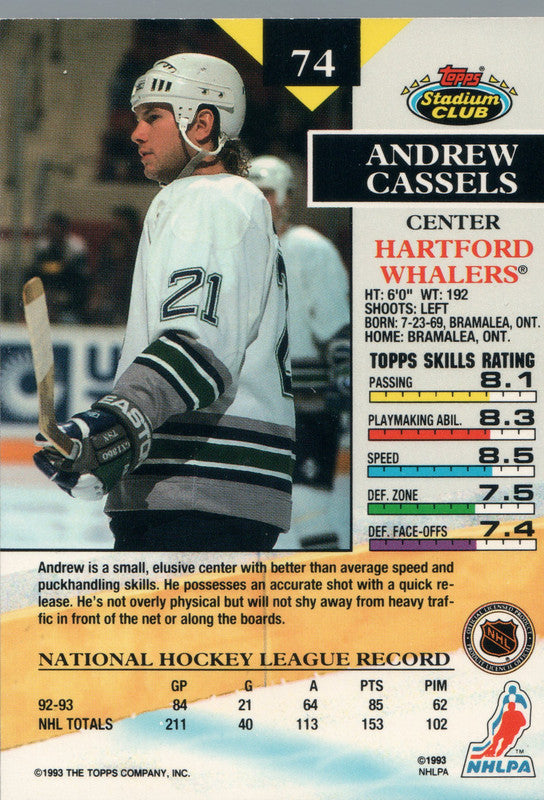 74
TOPPS
Stadium
CLUB
ANDREW
CASSELS
CENTER
HARTFORD
WHALERS®
HT: 6'0" WT: 192
SHOOTS: LEFT
BORN: 7-23-69, BRAMALEA, ONT.
HOME: BRAMALEA, ONT.
TOPPS SKILLS RATING
PASSING 8.1
PLAYMAKING ABIL. 8.3
SPEED 8.5
DEF. ZONE 7.5
DEF. FACE-OFFS 7.4
21
EASTO
Andrew is a small, elusive center with better than average speed and
puckhandling skills. He possesses an accurate shot with a quick re-
lease. He's not overly physical but will not shy away from heavy traf-
fic in front of the net or along the boards.
NATIONAL HOCKEY LEAGUE RECORD
GP G A PTS PIM
92-93 84 21 64 85 62
NHL TOTALS 211 40 113 153 102
NHL
NHLPA
™
©1993 THE TOPPS COMPANY, INC.
©1993
NHLPA